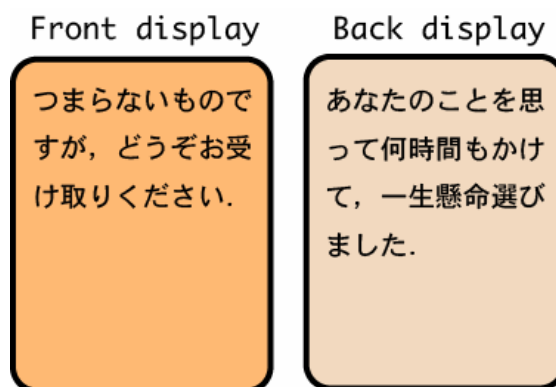 Front display
Back display
つまらないもので
すが，どうぞお受
け取りください.
あなたのことを思
って何時間もかけ
て，一生懸命選び
ました.